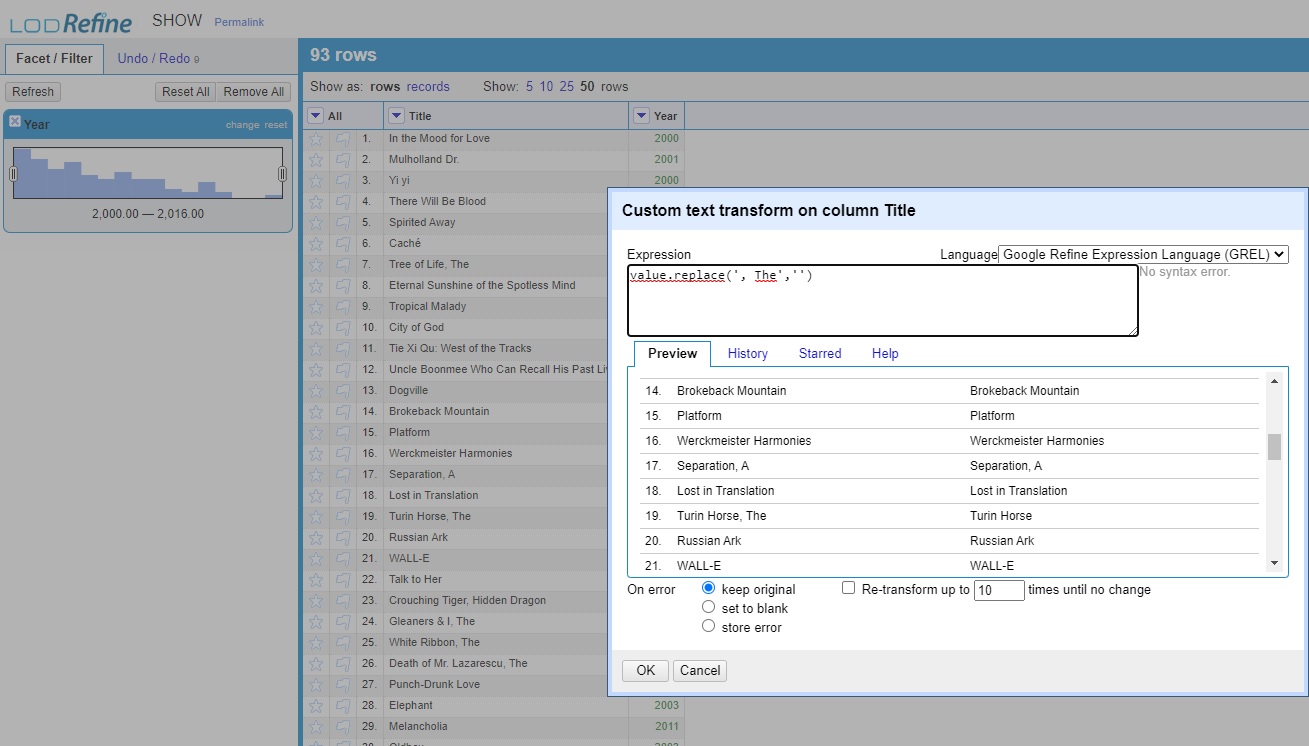 LODRefine SHOW Permalink
Facet / Filter Undo / Redo 9
Refresh Reset All Remove All
Year change reset
2,000.00 — 2,016.00
93 rows
Show as: rows records Show: 5 10 25 50 rows
All Title Year
1. In the Mood for Love 2000
2. Mulholland Dr. 2001
3. Yi yi 2000
4. There Will Be Blood
5. Spirited Away
6. Caché
7. Tree of Life, The
8. Eternal Sunshine of the Spotless Mind
9. Tropical Malady
10. City of God
11. Tie Xi Qu: West of the Tracks
12. Uncle Boonmee Who Can Recall His Past Li
13. Dogville
14. Brokeback Mountain
15. Platform
16. Werckmeister Harmonies
17. Separation, A
18. Lost in Translation
19. Turin Horse, The
20. Russian Ark
21. WALL-E
22. Talk to Her
23. Crouching Tiger, Hidden Dragon
24. Gleaners & I, The
25. White Ribbon, The
26. Death of Mr. Lazarescu, The
27. Punch-Drunk Love
28. Elephant 2003
29. Melancholia 2011
Custom text transform on column Title
Expression Language Google Refine Expression Language (GREL)
value.replace(', The','')
No syntax error.
Preview History Starred Help
14. Brokeback Mountain Brokeback Mountain
15. Platform Platform
16. Werckmeister Harmonies Werckmeister Harmonies
17. Separation, A Separation, A
18. Lost in Translation Lost in Translation
19. Turin Horse, The Turin Horse
20. Russian Ark Russian Ark
21. WALL-E WALL-E
On error keep original Re-transform up to 10 times until no change
set to blank
store error
OK Cancel